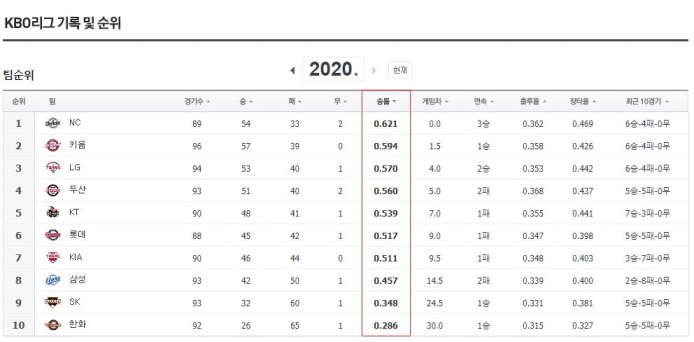 KBO리그 기록 및 순위
2020.
현재
팀순위
순위 팀 경기수 승 패 무 승률 게임차 연속 출루율 장타율 최근 10경기
1 NC 89 54 33 2 0.621 0.0 3승 0.362 0.469 6승-4패-0무
2 키움 96 57 39 0 0.594 1.5 1승 0.358 0.426 6승-4패-0무
3 LG 94 53 40 1 0.570 4.0 2승 0.353 0.442 6승-4패-0무
4 두산 93 51 40 2 0.560 5.0 2패 0.368 0.437 5승-5패-0무
5 KT 90 48 41 1 0.539 7.0 1패 0.355 0.441 7승-3패-0무
6 롯데 88 45 42 1 0.517 9.0 1패 0.347 0.398 5승-5패-0무
7 KIA 90 46 44 0 0.511 9.5 1패 0.348 0.403 3승-7패-0무
8 삼성 93 42 50 1 0.457 14.5 2패 0.339 0.400 2승-8패-0무
9 SK 93 32 60 1 0.348 24.5 1승 0.331 0.381 5승-5패-0무
10 한화 92 26 65 1 0.286 30.0 1승 0.315 0.327 5승-5패-0무